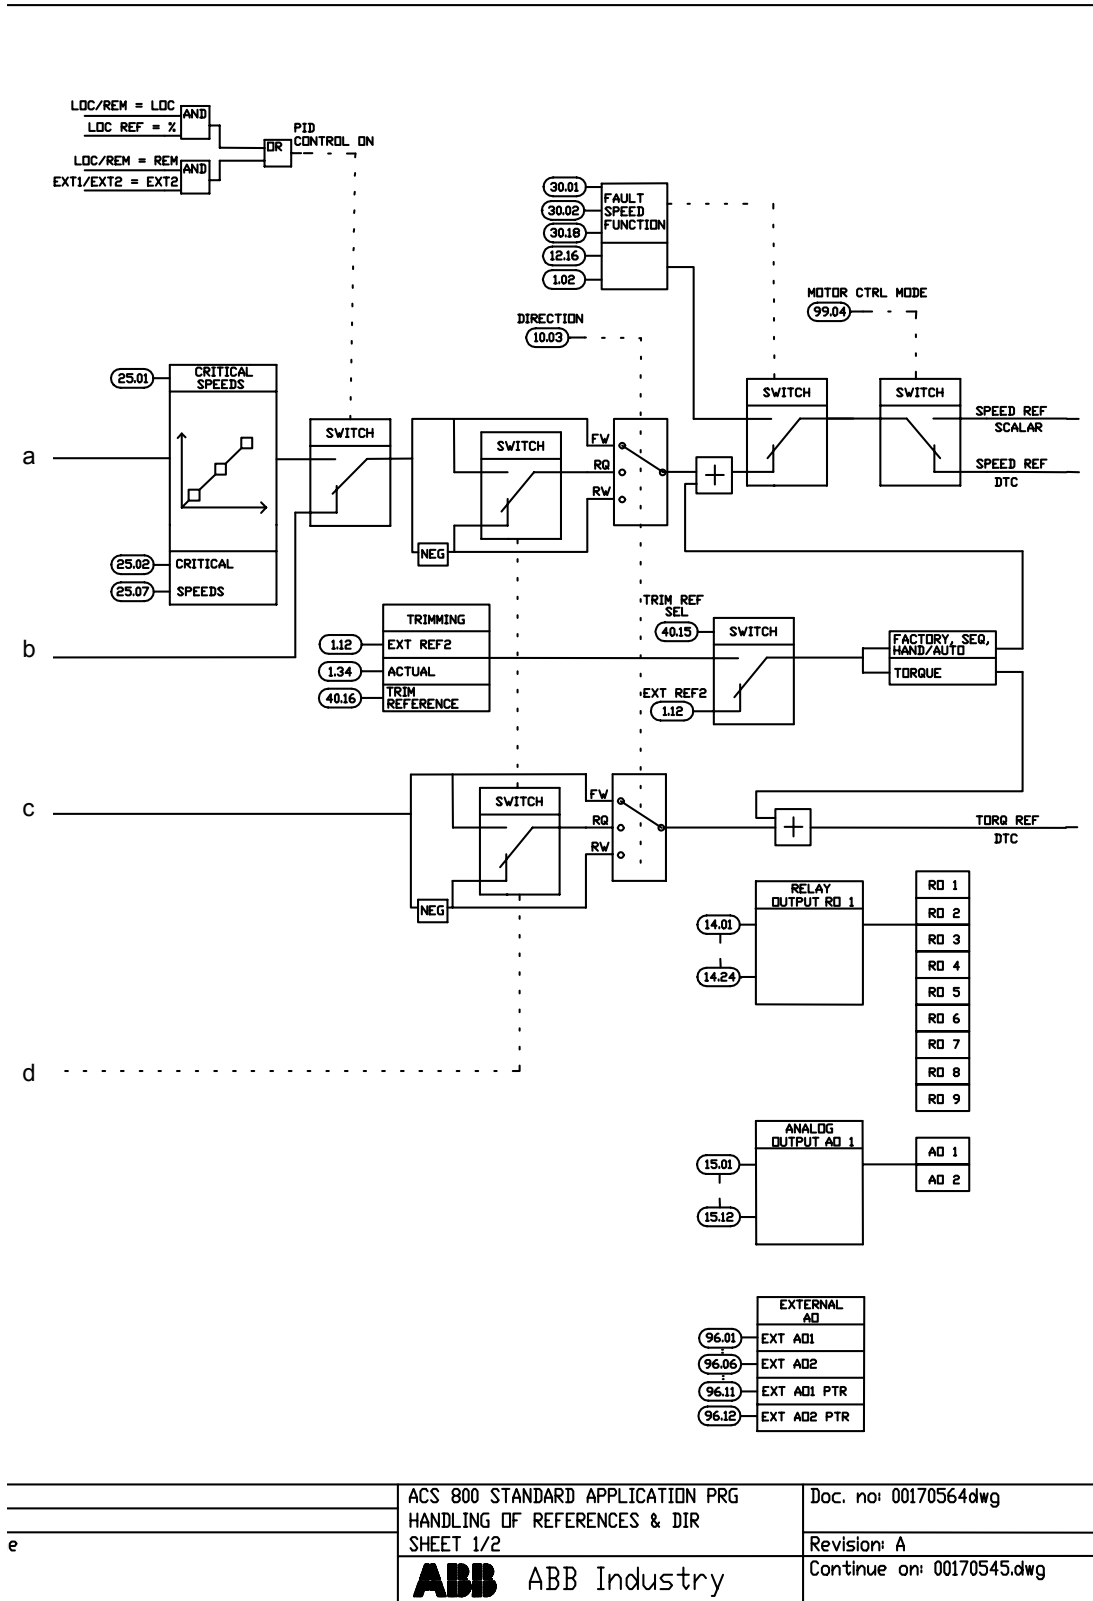 LOC/REM = LOC
AND
LOC REF = %
OR
PID
CONTROL ON
LOC/REM = REM
AND
EXT1/EXT2 = EXT2
30.01
30.02
30.18
12.16
1.02
FAULT
SPEED
FUNCTION
DIRECTION
10.03
MOTOR CTRL MODE
99.04
25.01
CRITICAL
SPEEDS
SWITCH
SWITCH
FW
RQ
RW
NEG
SWITCH
SWITCH
SPEED REF
SCALAR
SPEED REF
DTC
a
25.02
CRITICAL
25.07
SPEEDS
b
TRIMMING
1.12
EXT REF2
1.34
ACTUAL
40.16
TRIM
REFERENCE
TRIM REF
SEL
40.15
SWITCH
EXT REF2
1.12
FACTORY, SEQ,
HAND/AUTO
TORQUE
c
SWITCH
FW
RQ
RW
NEG
TORQ REF
DTC
14.01
14.24
RELAY
OUTPUT RO 1
RO 1
RO 2
RO 3
RO 4
RO 5
RO 6
RO 7
RO 8
RO 9
d
15.01
15.12
ANALOG
OUTPUT AO 1
AO 1
AO 2
EXTERNAL
AO
96.01
EXT AO1
96.06
EXT AO2
96.11
EXT AO1 PTR
96.12
EXT AO2 PTR
e
ACS 800 STANDARD APPLICATION PRG
HANDLING OF REFERENCES & DIR
SHEET 1/2
ABB ABB Industry
Doc. no: 00170564dwg
Revision: A
Continue on: 00170545.dwg